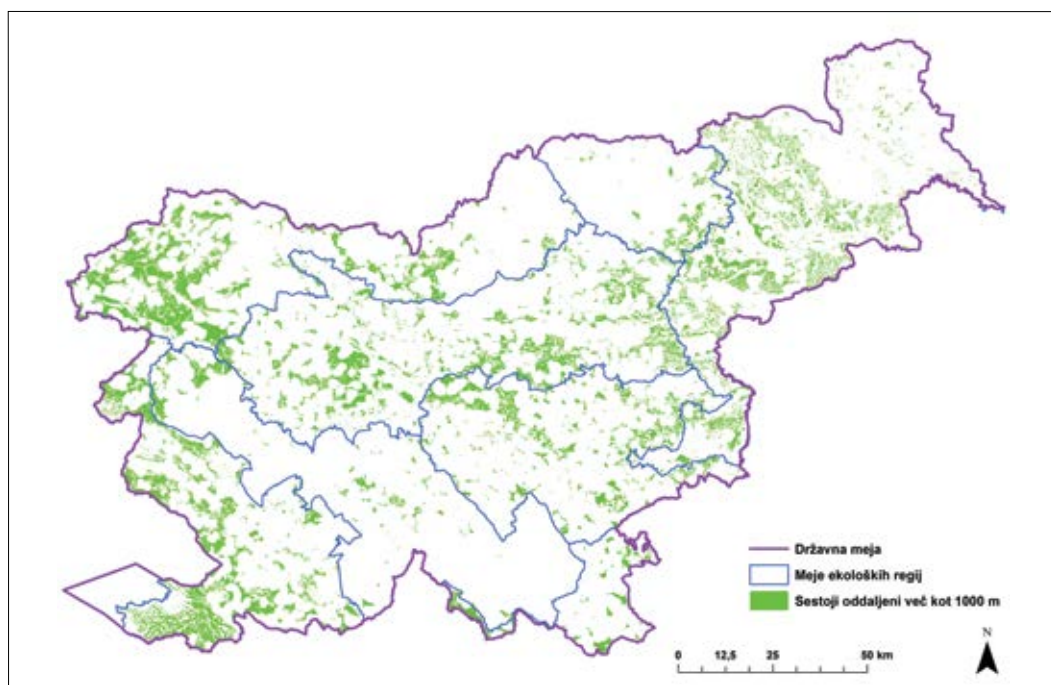 Državna meja
Meje ekoloških regij
Sestoji oddaljeni več kot 1000 m
N
0 12,5 25 50 km